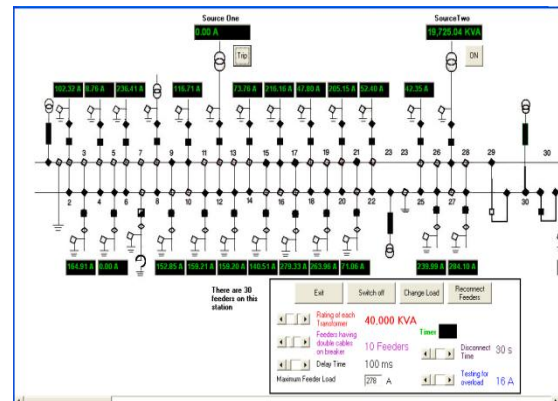 Source One
SourceTwo
0.00 A
19,725.04 KVA
Trip
ON
102.32 A 8.76 A 236.41 A 116.71 A 73.76 A 216.16 A 47.80 A 205.15 A 52.40 A 42.35 A
3 5 7 9 11 13 15 17 19 21 23 23 26 28 29 30
2 4 6 8 10 12 14 16 18 20 22 25 27 30
164.91 A 0.00 A 152.85 A 159.21 A 159.20 A 140.51 A 279.33 A 263.96 A 71.06 A 239.89 A 284.10 A
There are 30
feeders on this
station
Exit
Switch off
Change Load
Reconnect
Feeders
Rating of each
Transformer
40,000 KVA
Timer
Feeders having
double cables
on breaker
10 Feeders
Disconnect
Time
30 s
Delay Time
100 ms
Testing for
overload
16 A
Maximum Feeder Load
278 A